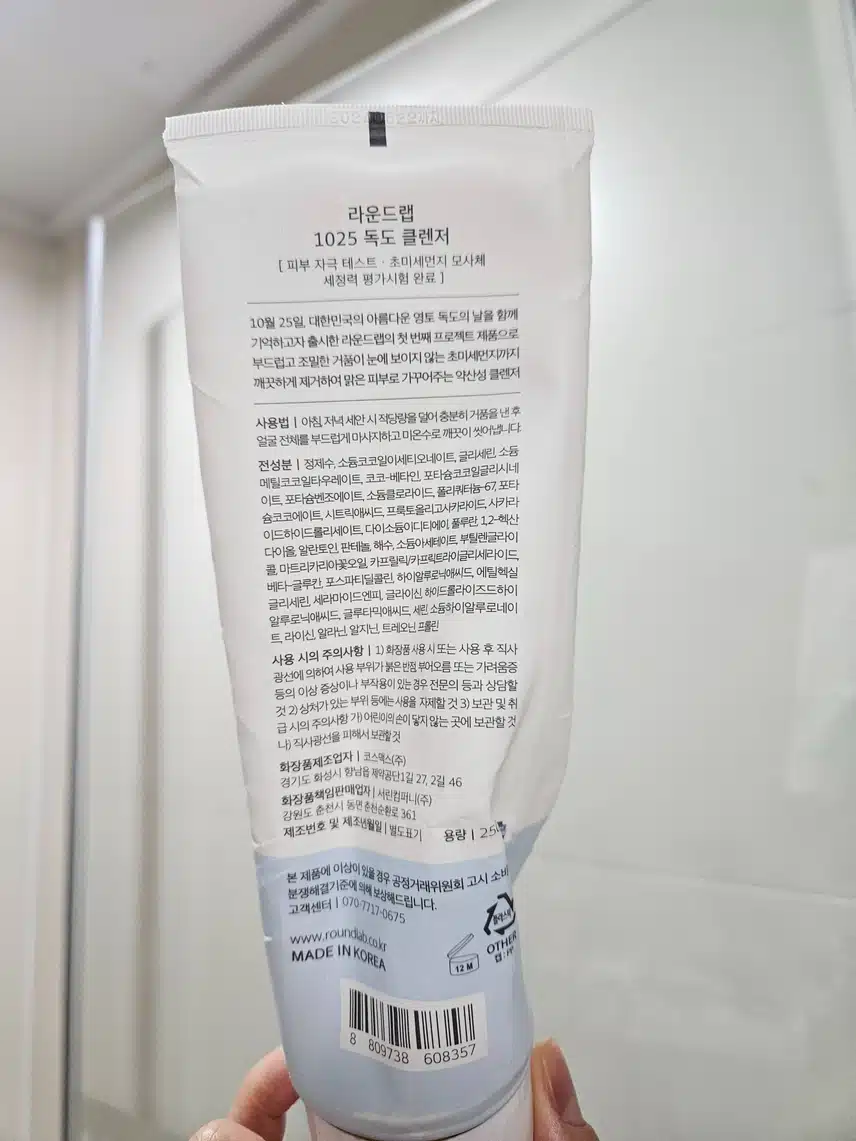 라운드랩
1025 독도 클렌저
[ 피부 자극 테스트 · 초미세먼지 모사체
세정력 평가시험 완료 ]
10월 25일, 대한민국의 아름다운 영토 독도의 날을 함께
기억하고자 출시한 라운드랩의 첫 번째 프로젝트 제품으로
부드럽고 조밀한 거품이 눈에 보이지 않는 초미세먼지까지
깨끗하게 제거하여 맑은 피부로 가꾸어주는 약산성 클렌저
사용법 | 아침, 저녁 세안 시 적당량을 덜어 충분히 거품을 낸 후
얼굴 전체를 부드럽게 마사지하고 미온수로 깨끗이 씻어냅니다.
전성분 | 정제수, 소듐코코일이세티오네이트, 글리세린, 소듐
메틸코코일타우레이트, 코코-베타인, 포타슘코코일글리시네
이트, 포타슘벤조에이트, 소듐클로라이드, 폴리쿼터늄-67, 포타
슘코코에이트, 시트릭애씨드, 프룩토올리고사카라이드, 사카라
이드하이드롤리세이트, 다이소듐이디티에이, 풀루란, 1,2-헥산
다이올, 알란토인, 판테놀, 해수, 소듐아세테이트, 부틸렌글라이
콜, 마트리카리아꽃오일, 카프릴릭/카프릭트라이글리세라이드,
베타-글루칸, 포스파티딜콜린, 하이알루로닉애씨드, 에틸헥실
글리세린, 세라마이드엔피, 글라이신, 하이드롤라이즈드하이
알루로닉애씨드, 글루타믹애씨드, 세린, 소듐하이알루로네이
트, 라이신, 알라닌, 알지닌, 트레오닌, 프롤린
사용 시의 주의사항 | 1) 화장품 사용 시 또는 사용 후 직사
광선에 의하여 사용 부위가 붉은 반점, 부어오름 또는 가려움증
등의 이상 증상이나 부작용이 있는 경우 전문의 등과 상담할
것 2) 상처가 있는 부위 등에는 사용을 자제할 것 3) 보관 및 취
급 시의 주의사항 가) 어린이의 손이 닿지 않는 곳에 보관할 것
나) 직사광선을 피해서 보관할 것
화장품제조업자 | 코스맥스(주)
경기도 화성시 향남읍 제약공단1길 27, 2길 46
화장품책임판매업자 | 서린컴퍼니(주)
강원도 춘천시 동면 춘천순환로 361
제조번호 및 제조년월일 | 별도표기 용량 |
본 제품에 이상이 있을 경우 공정거래위원회 고시 소비
분쟁해결기준에 의해 보상해드립니다.
고객센터 | 070-7717-0675
www.roundlab.co.kr
MADE IN KOREA
12 M
플라스틱
OTHER
캡 : PP
8 809738 608357